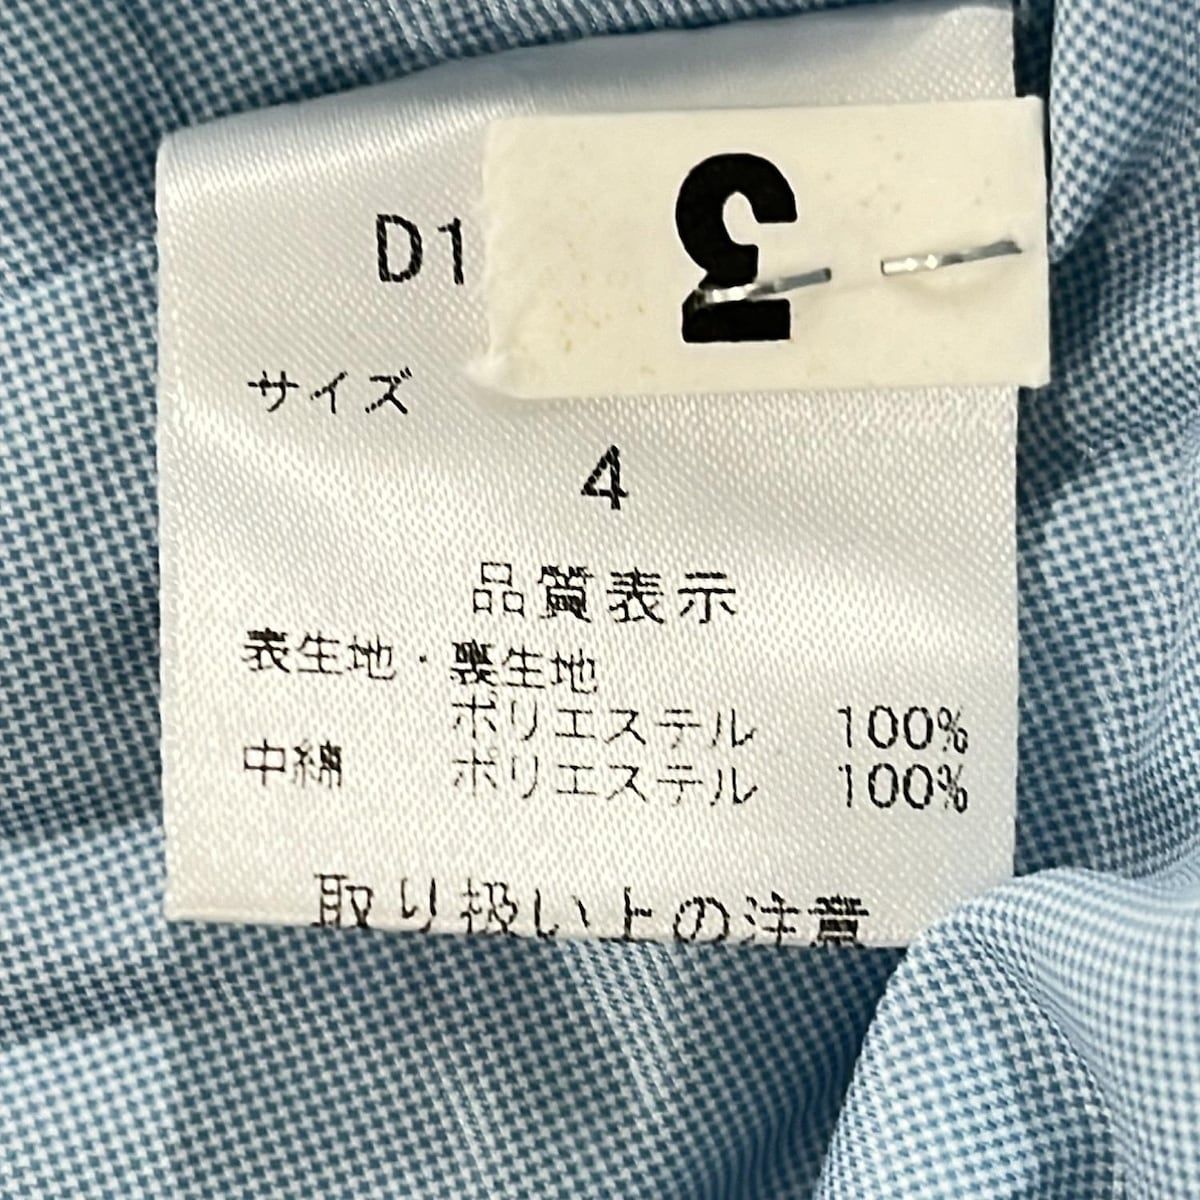 D1
3
サイズ
4
品質表示
表生地・裏生地
ポリエステル 100%
中綿 ポリエステル 100%
取り扱い上の注意